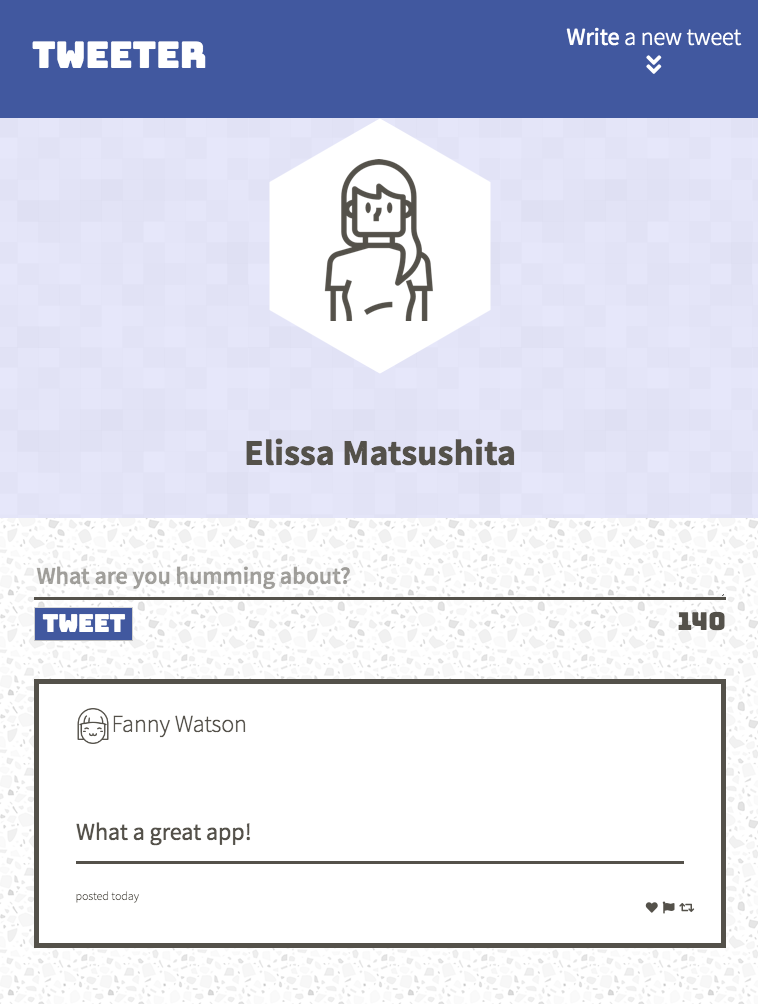 TWEETER
Write a new tweet
Elissa Matsushita
What are you humming about?
TWEET
140
Fanny Watson
What a great app!
posted today